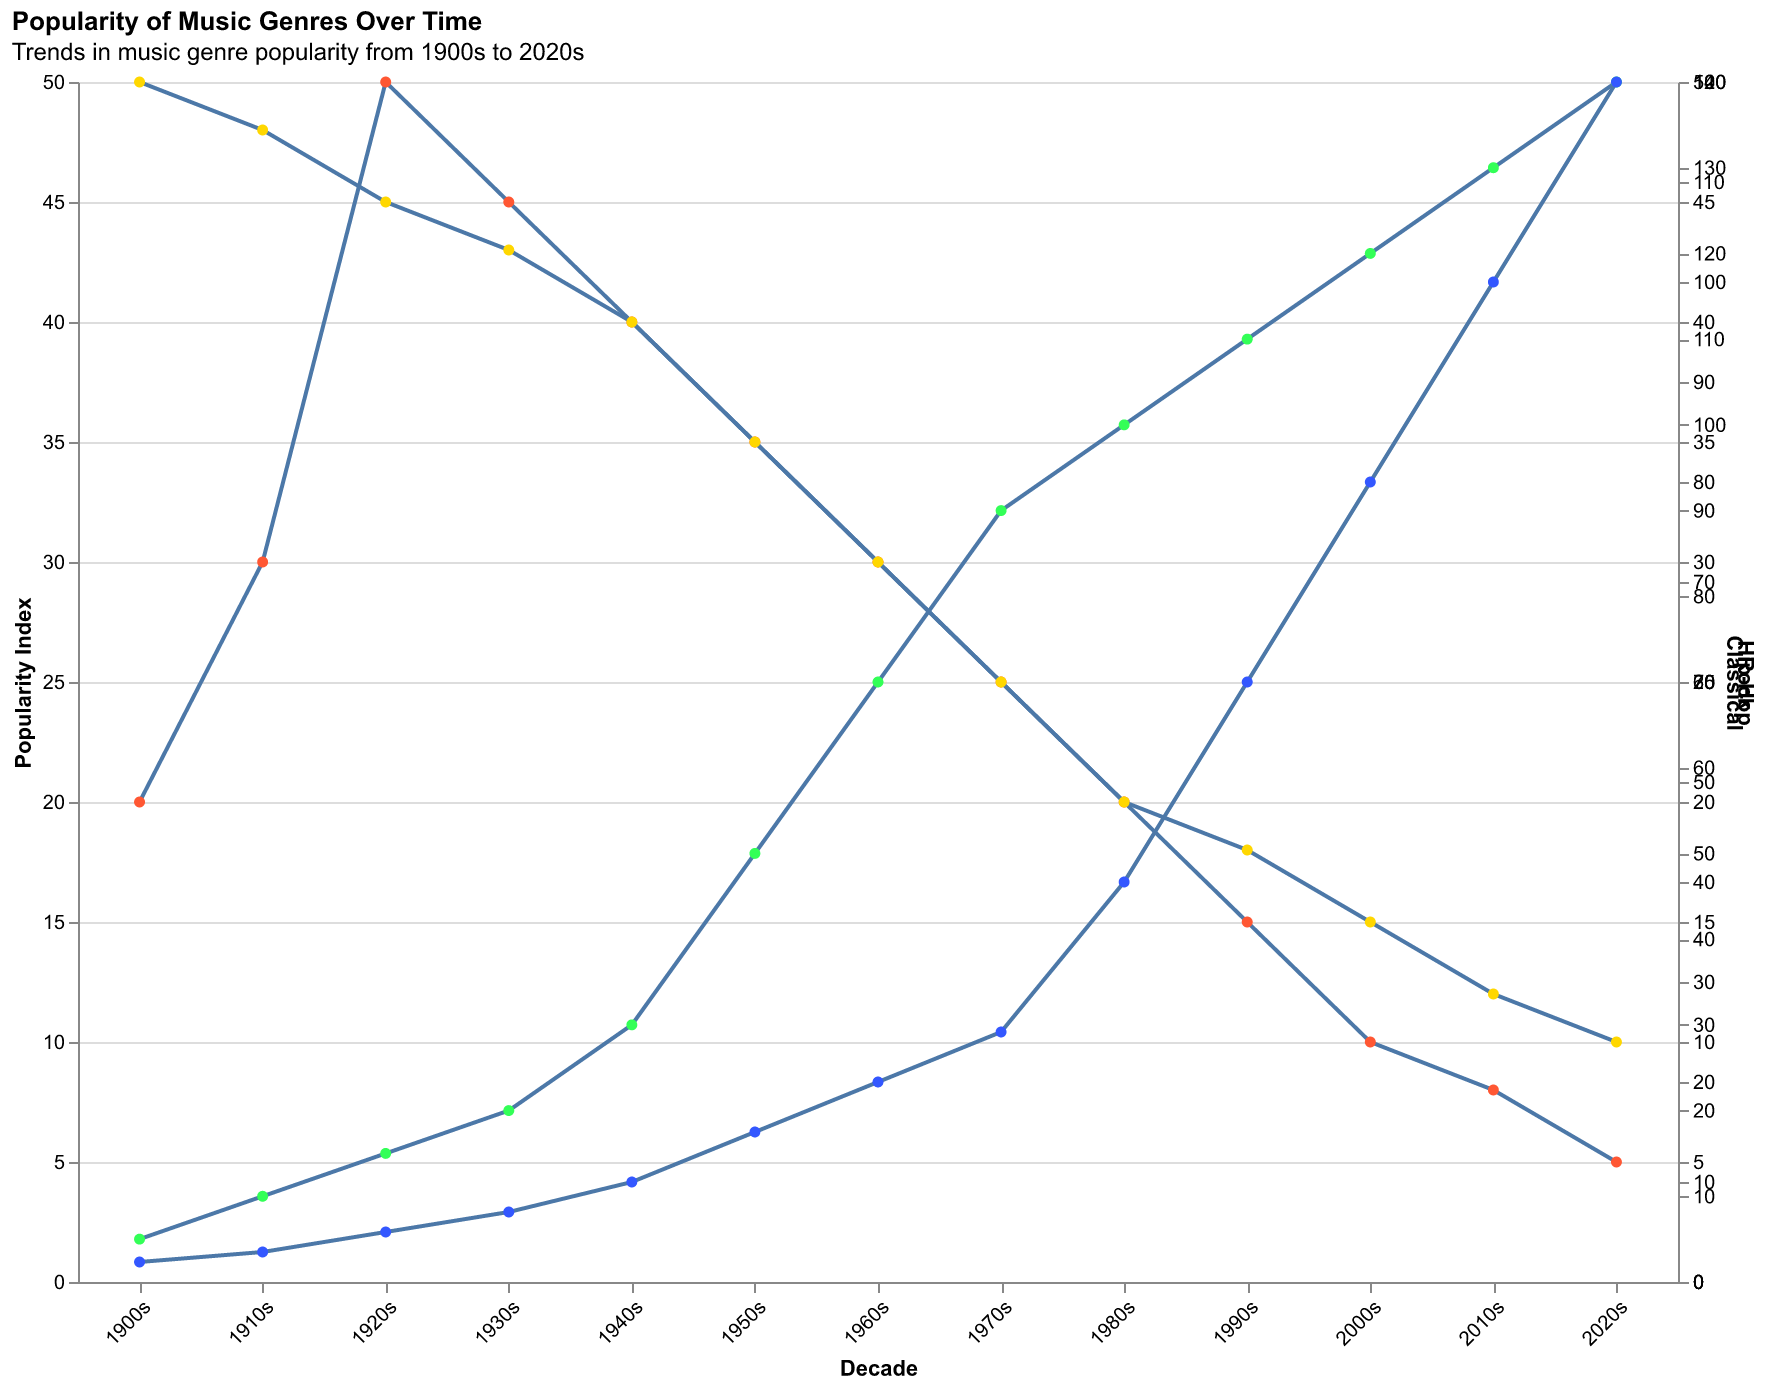 Popularity of Music Genres Over Time
Trends in music genre popularity from 1900s to 2020s
50
45
40
35
30
25
20
15
10
5
0
Popularity Index
130
110
45
120
100
40
110
90
100
35
80
90
30
70
80
60
50
20
50
40
15
40
30
30
10
20
20
5
10
10
0
Classical
1900s
1910s
1920s
1930s
1940s
1950s
1960s
1970s
1980s
1990s
2000s
2010s
2020s
Decade